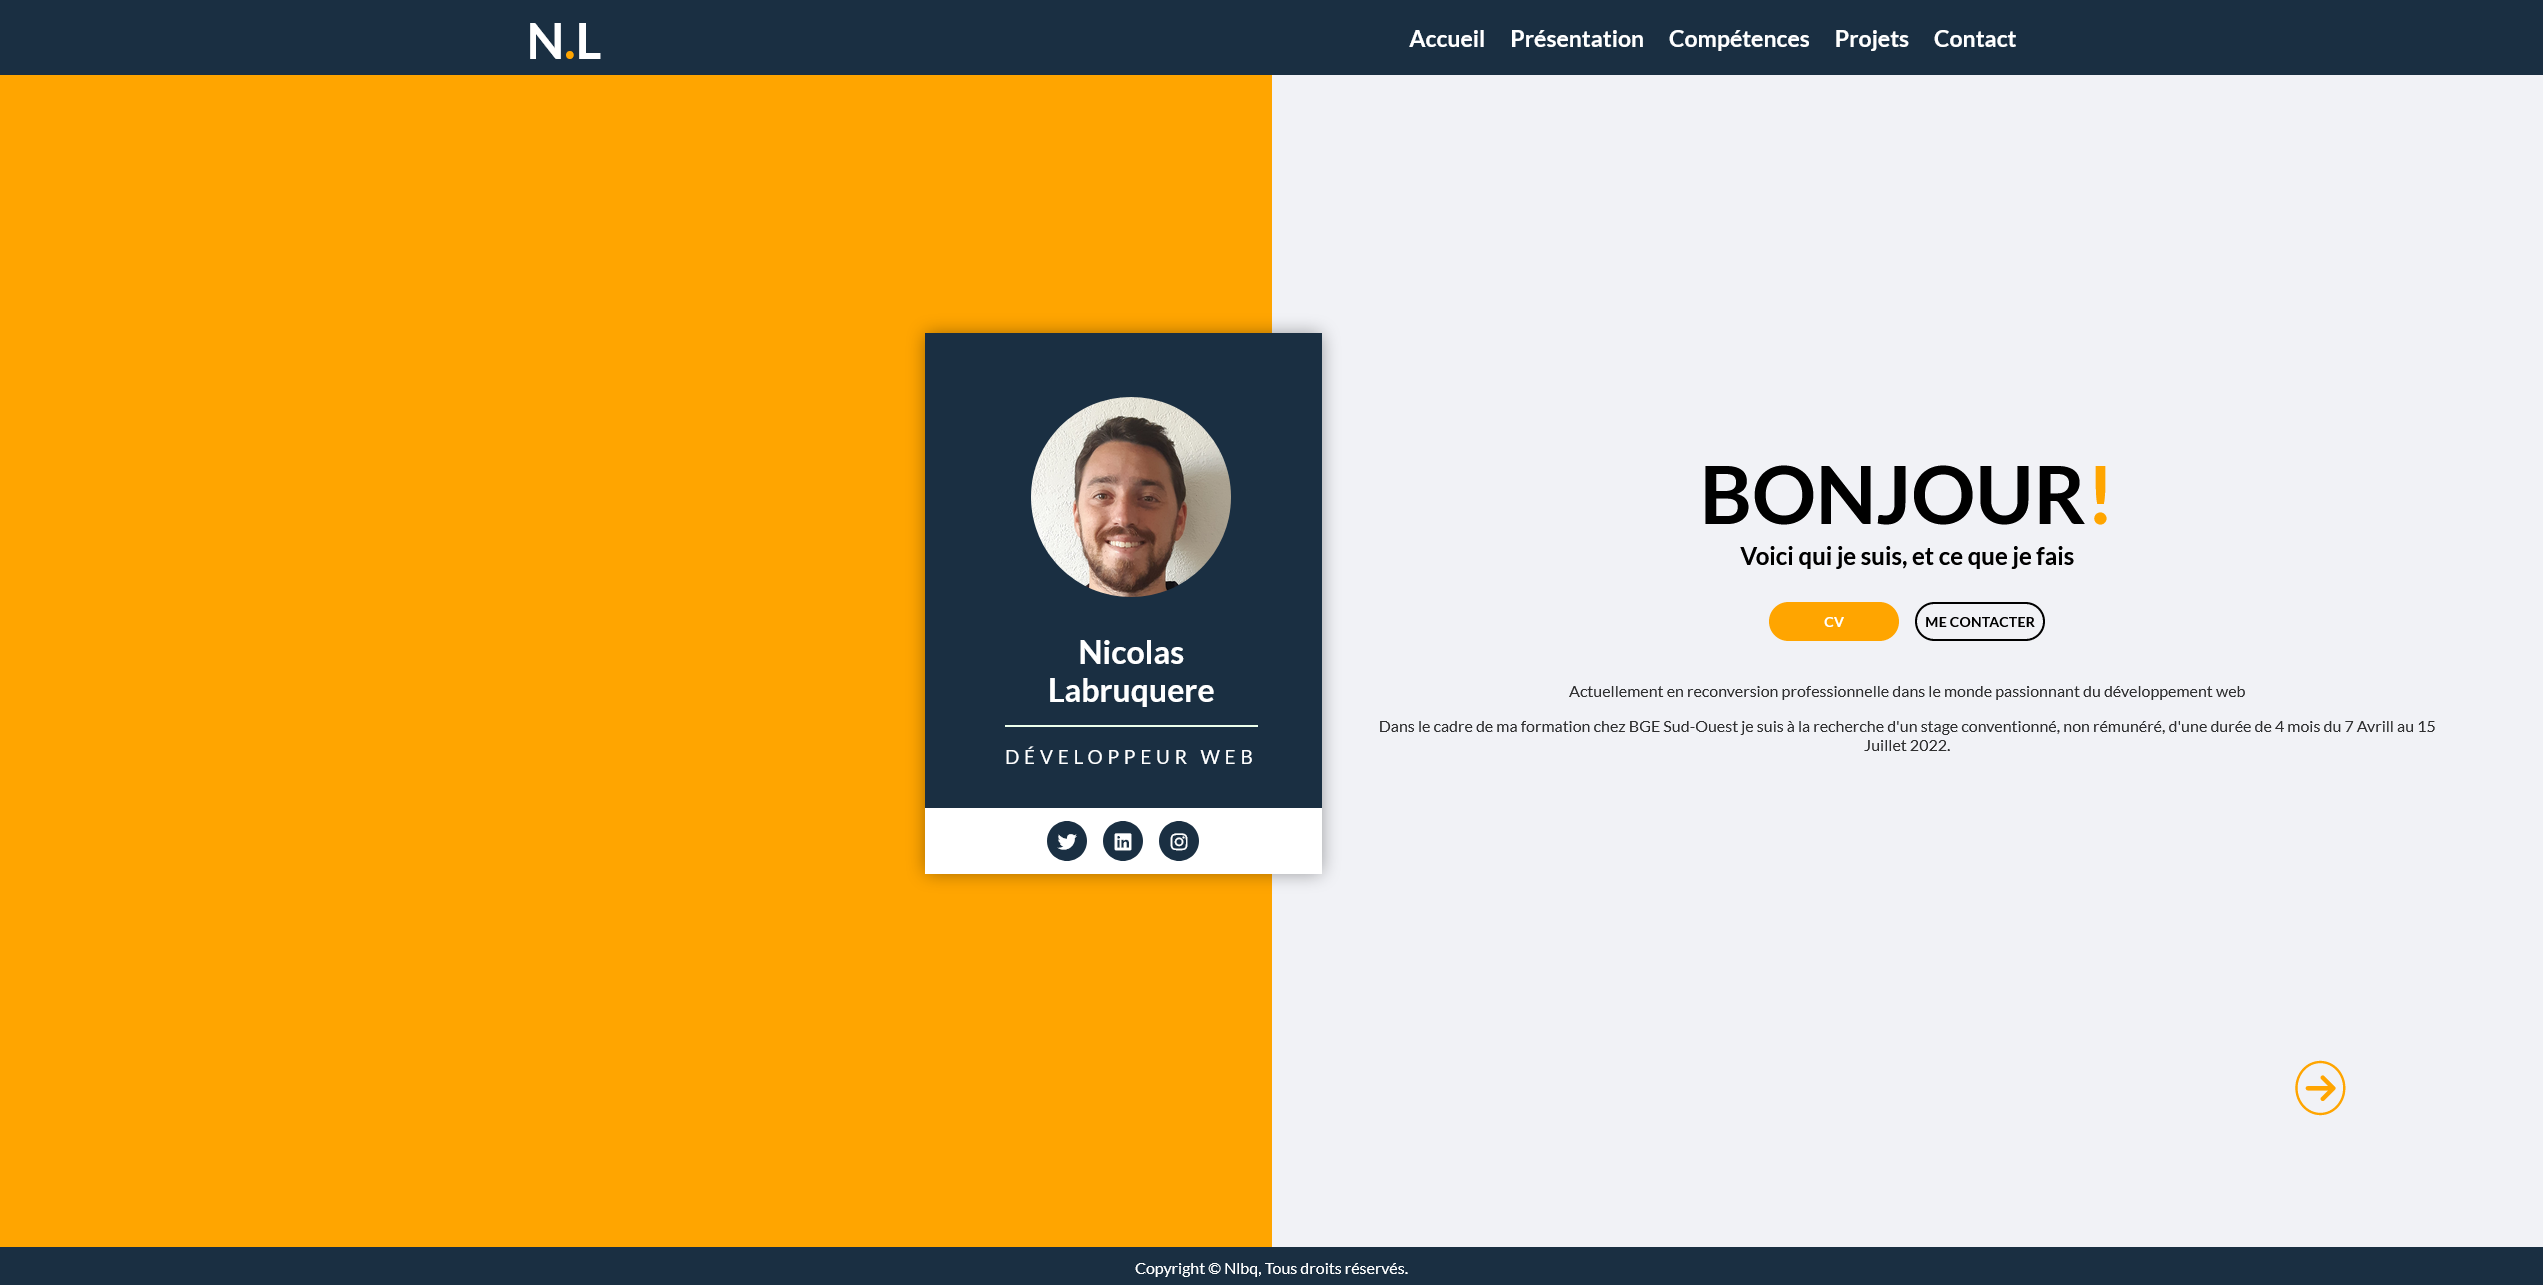 N.L
Accueil Présentation Compétences Projets Contact
Nicolas
Labruquere
DÉVELOPPEUR WEB
BONJOUR!
Voici qui je suis, et ce que je fais
CV
ME CONTACTER
Actuellement en reconversion professionnelle dans le monde passionnant du développement web
Dans le cadre de ma formation chez BGE Sud-Ouest je suis à la recherche d'un stage conventionné, non rémunéré, d'une durée de 4 mois du 7 Avrill au 15
Juillet 2022.
Copyright © Nlbq, Tous droits réservés.